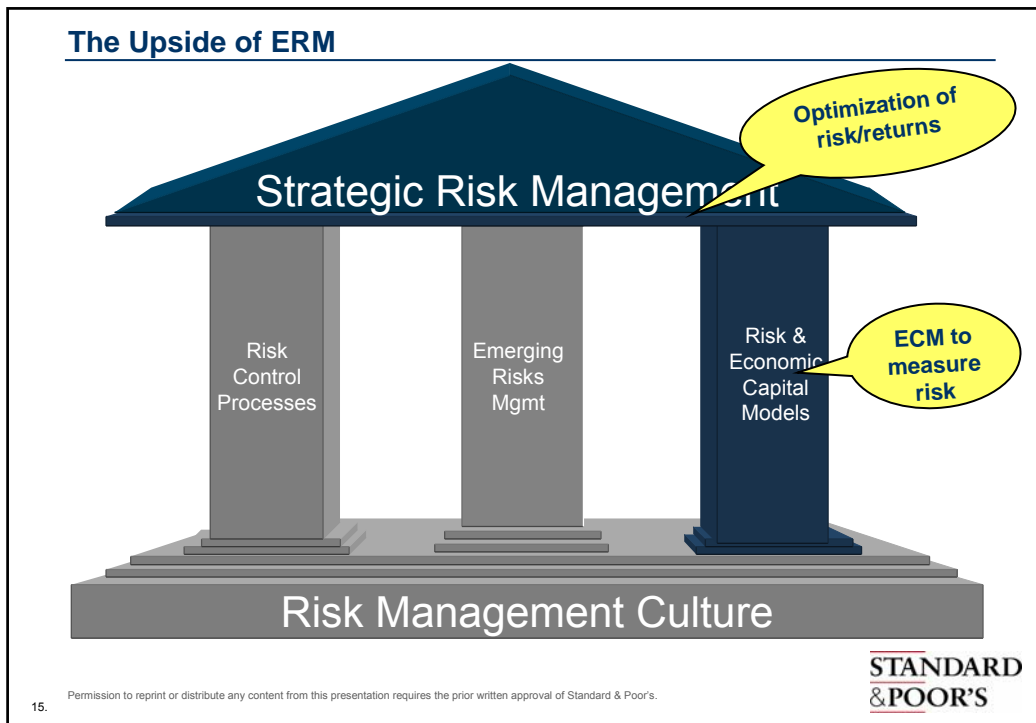 The Upside of ERM
Optimization of
risk/returns
Strategic Risk Management
Risk
Control
Processes
Emerging
Risks
Mgmt
Risk &
Economic
Capital
Models
ECM to
measure
risk
Risk Management Culture
STANDARD
&POOR'S
Permission to reprint or distribute any content from this presentation requires the prior written approval of Standard & Poor's.
15.